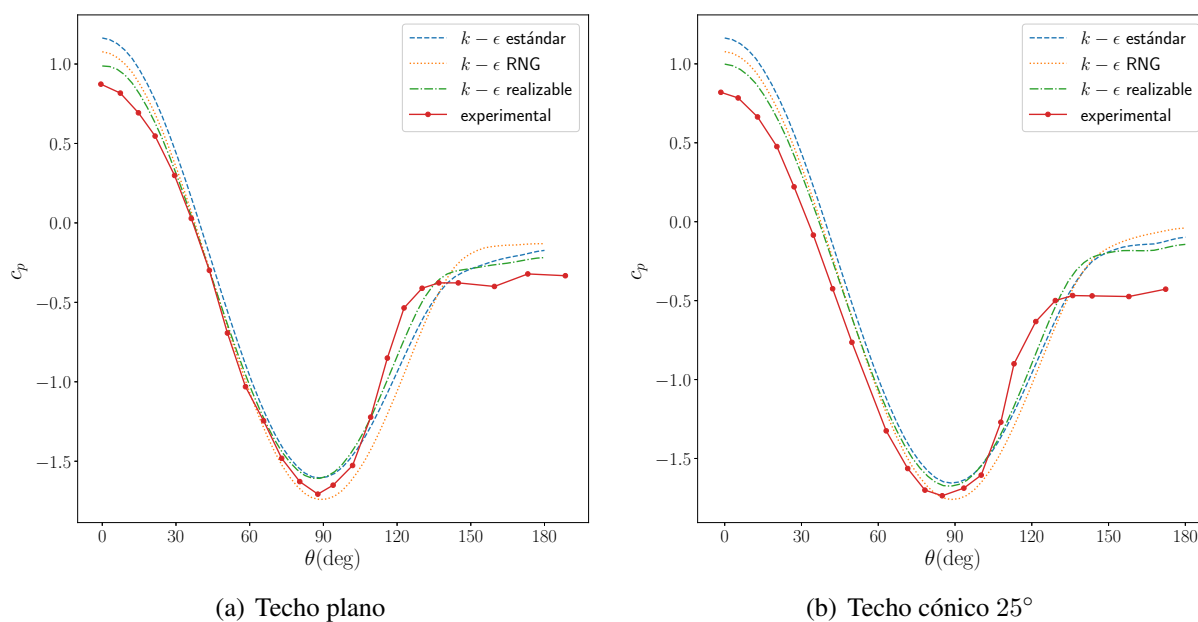 k − ϵ estándar
k − ϵ RNG
k − ϵ realizable
experimental
1.0
0.5
0.0
−0.5
−1.0
−1.5
c_p
0 30 60 90 120 150 180
θ(deg)
(a) Techo plano
k − ϵ estándar
k − ϵ RNG
k − ϵ realizable
experimental
1.0
0.5
0.0
−0.5
−1.0
−1.5
c_p
0 30 60 90 120 150 180
θ(deg)
(b) Techo cónico 25°